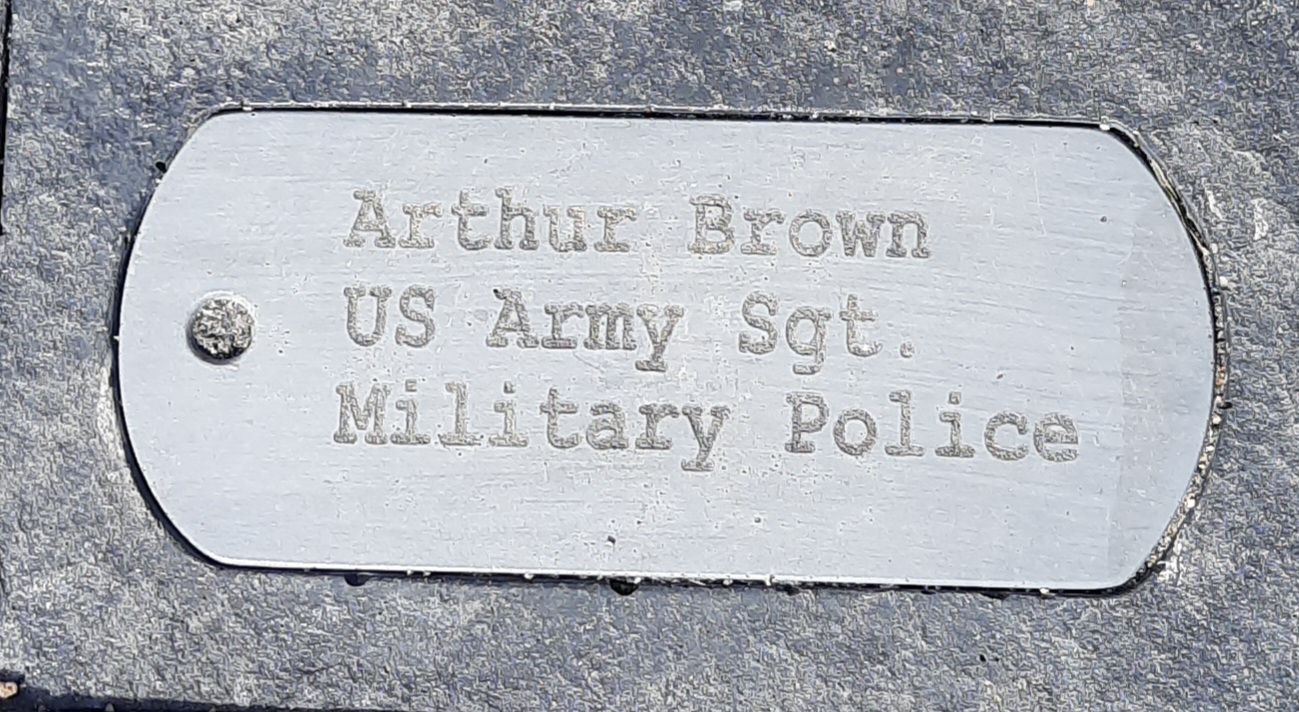 Arthur Brown
US Army Sgt.
Military Police